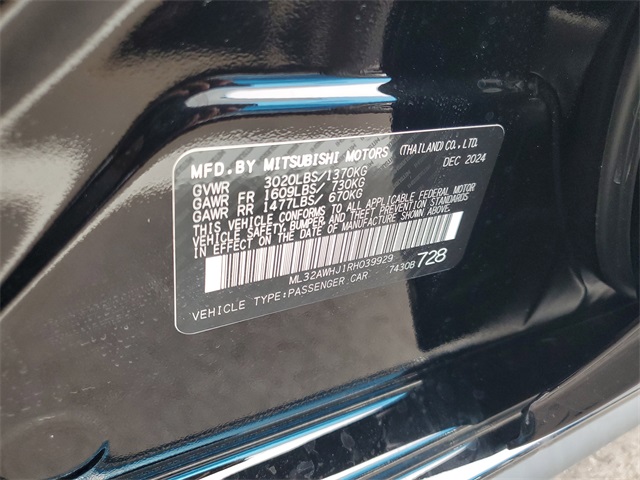 MFD.BY MITSUBISHI MOTORS (THAILAND) CO., LTD.
DEC 2024
GVWR 3020LBS/1370KG
GAWR FR 1609LBS/ 730KG
GAWR RR 1477LBS/ 670KG
THIS VEHICLE CONFORMS TO ALL APPLICABLE FEDERAL MOTOR
VEHICLE SAFETY, BUMPER AND THEFT PREVENTION STANDARDS
IN EFFECT ON THE DATE OF MANUFACTURE SHOWN ABOVE.
ML32AWHJ1RH039929 7430B 728
VEHICLE TYPE:PASSENGER CAR